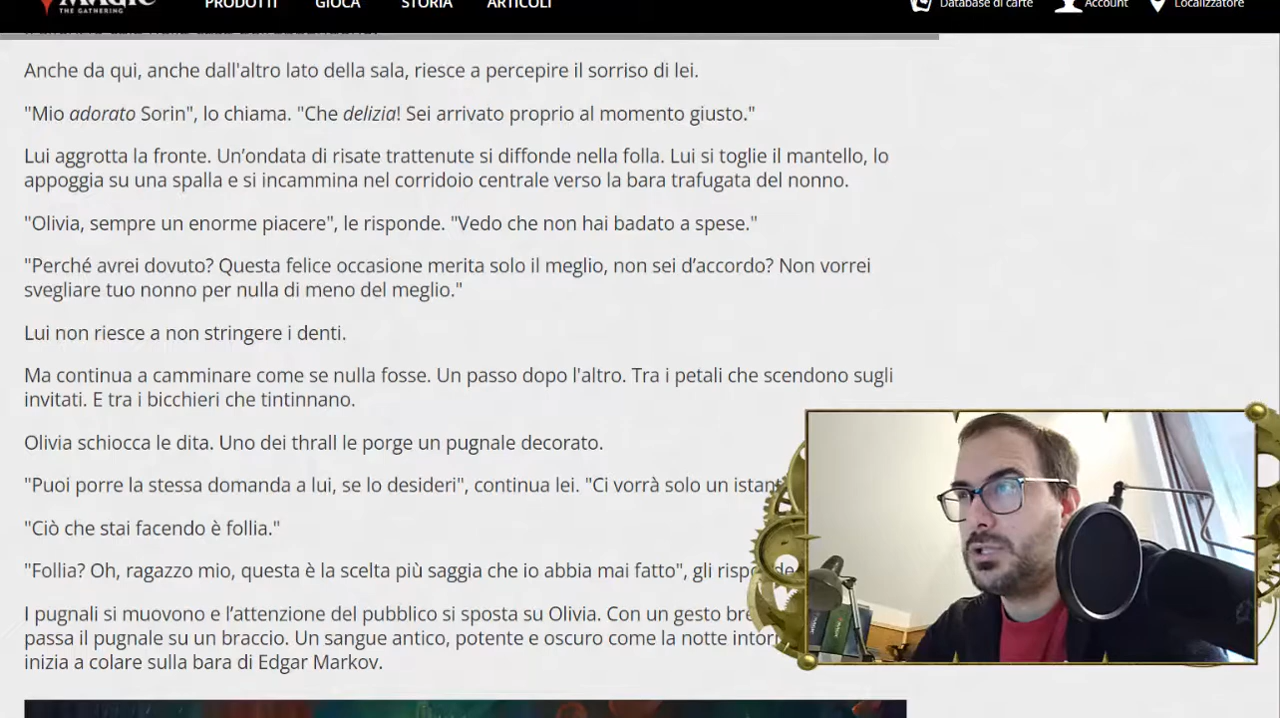 MAGIC
THE GATHERING
PRODOTTI GIOCA STORIA ARTICOLI Database di carte Account Localizzatore
Anche da qui, anche dall'altro lato della sala, riesce a percepire il sorriso di lei.
"Mio adorato Sorin", lo chiama. "Che delizia! Sei arrivato proprio al momento giusto."
Lui aggrotta la fronte. Un’ondata di risate trattenute si diffonde nella folla. Lui si toglie il mantello, lo
appoggia su una spalla e si incammina nel corridoio centrale verso la bara trafugata del nonno.
"Olivia, sempre un enorme piacere", le risponde. "Vedo che non hai badato a spese."
"Perché avrei dovuto? Questa felice occasione merita solo il meglio, non sei d’accordo? Non vorrei
svegliare tuo nonno per nulla di meno del meglio."
Lui non riesce a non stringere i denti.
Ma continua a camminare come se nulla fosse. Un passo dopo l'altro. Tra i petali che scendono sugli
invitati. E tra i bicchieri che tintinnano.
Olivia schiocca le dita. Uno dei thrall le porge un pugnale decorato.
"Puoi porre la stessa domanda a lui, se lo desideri", continua lei. "Ci vorrà solo un
"Ciò che stai facendo è follia."
"Follia? Oh, ragazzo mio, questa è la scelta più saggia che io abbia mai fatto", gli
I pugnali si muovono e l’attenzione del pubblico si sposta su Olivia. Con un gesto
passa il pugnale su un braccio. Un sangue antico, potente e oscuro come la notte
inizia a colare sulla bara di Edgar Markov.